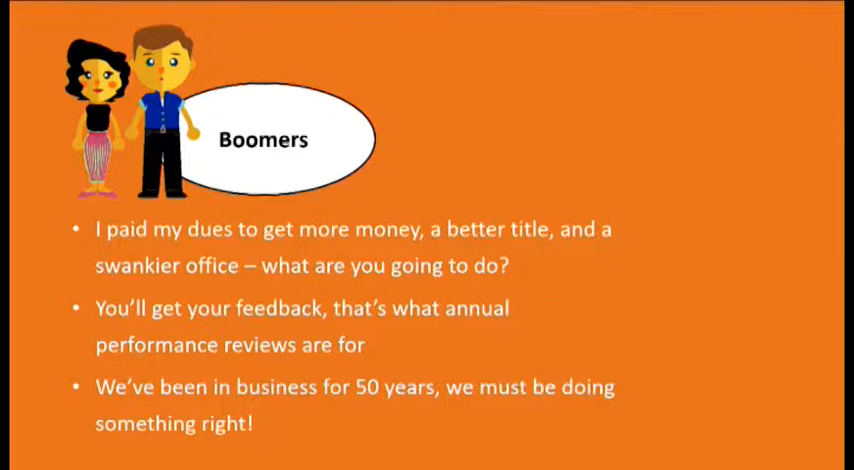 Boomers
• I paid my dues to get more money, a better title, and a
swankier office – what are you going to do?
• You’ll get your feedback, that’s what annual
performance reviews are for
• We’ve been in business for 50 years, we must be doing
something right!